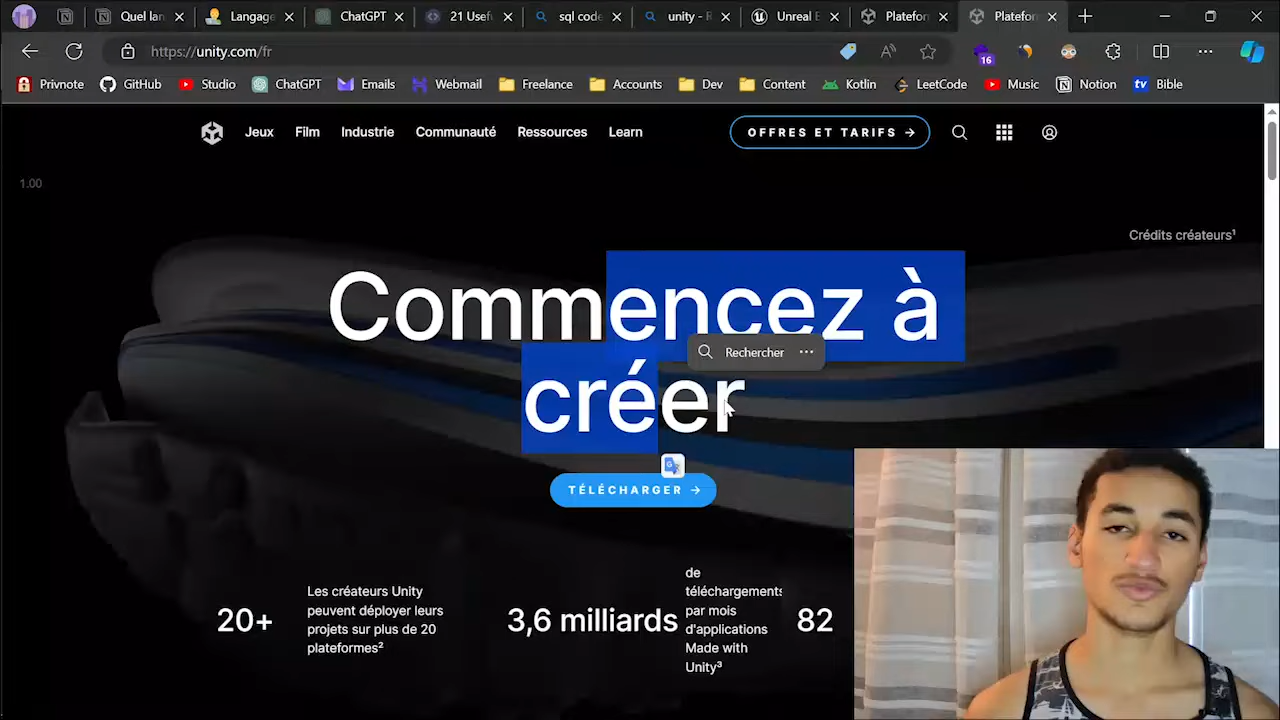 Quel lan
Langag
ChatGPT
21 Usef
sql code
unity - R
Unreal E
Platefor
Platefor
https://unity.com/fr
16
Privnote
GitHub
Studio
ChatGPT
Emails
Webmail
Freelance
Accounts
Dev
Content
Kotlin
LeetCode
Music
Notion
tv Bible
Jeux
Film
Industrie
Communauté
Ressources
Learn
OFFRES ET TARIFS →
1.00
Crédits créateurs¹
Commencez à
créer
Rechercher
TÉLÉCHARGER →
20+
Les créateurs Unity
peuvent déployer leurs
projets sur plus de 20
plateformes²
3,6 milliards
de
téléchargements
par mois
d'applications
Made with
Unity³
82